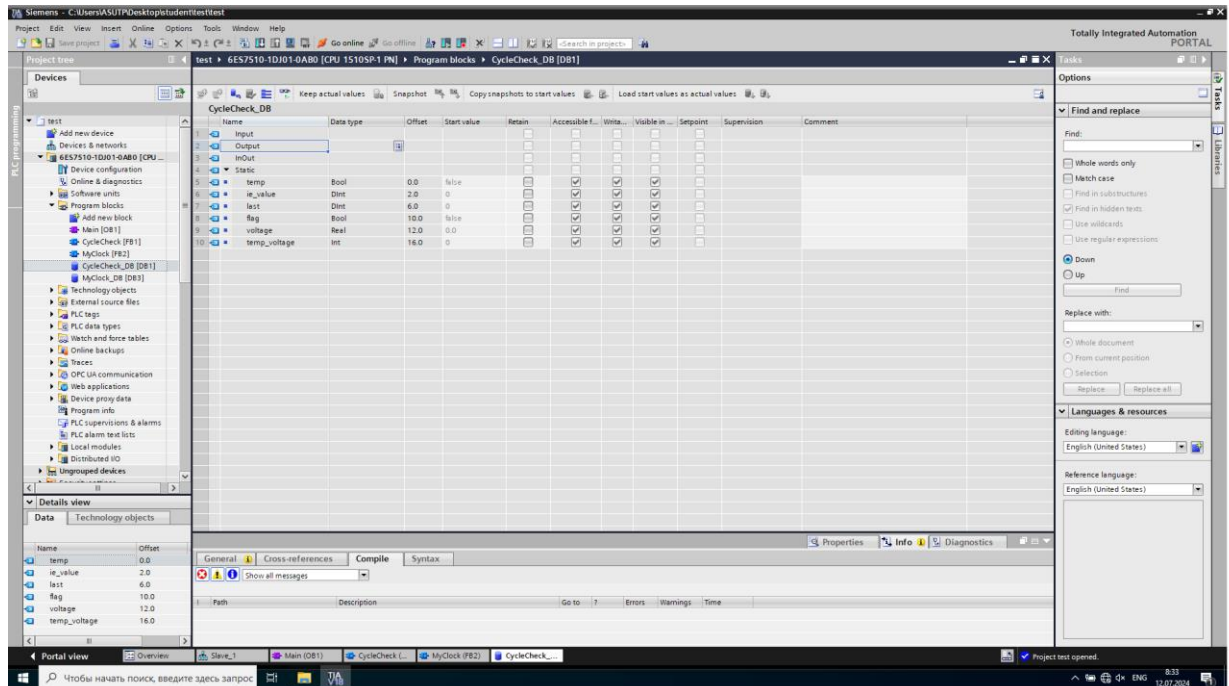 Siemens - C:\Users\ASUTP\Desktop\student\test\test
Project Edit View Insert Online Options Tools Window Help
Totally Integrated Automation
PORTAL
Save project Go online Go offline <Search in project>
Project tree
test ▸ 6ES7510-1DJ01-0AB0 [CPU 1510SP-1 PN] ▸ Program blocks ▸ CycleCheck_DB [DB1]
Tasks
Devices
Options
Keep actual values Snapshot Copy snapshots to start values Load start values as actual values
CycleCheck_DB
Name Data type Offset Start value Retain Accessible f... Writa... Visible in ... Setpoint Supervision Comment
1 Input
2 Output
3 InOut
4 Static
5 temp Bool 0.0 false
6 ie_value DInt 2.0 0
7 last DInt 6.0 0
8 flag Bool 10.0 false
9 voltage Real 12.0 0.0
10 temp_voltage Int 16.0 0
PLC programming
test
Add new device
Devices & networks
6ES7510-1DJ01-0AB0 [CPU ...
Device configuration
Online & diagnostics
Software units
Program blocks
Add new block
Main [OB1]
CycleCheck [FB1]
MyClock [FB2]
CycleCheck_DB [DB1]
MyClock_DB [DB3]
Technology objects
External source files
PLC tags
PLC data types
Watch and force tables
Online backups
Traces
OPC UA communication
Web applications
Device proxy data
Program info
PLC supervisions & alarms
PLC alarm text lists
Local modules
Distributed I/O
Ungrouped devices
Details view
Data Technology objects
Name Offset
temp 0.0
ie_value 2.0
last 6.0
flag 10.0
voltage 12.0
temp_voltage 16.0
Find and replace
Find:
Whole words only
Match case
Find in substructures
Find in hidden texts
Use wildcards
Use regular expressions
Down
Up
Find
Replace with:
Whole document
From current position
Selection
Replace Replace all
Languages & resources
Editing language:
English (United States)
Reference language:
English (United States)
Tasks
Libraries
Properties Info Diagnostics
General Cross-references Compile Syntax
Show all messages
! Path Description Go to ? Errors Warnings Time
Portal view Overview Slave_1 Main (OB1) CycleCheck (... MyClock (FB2) CycleCheck_... Project test opened.
Чтобы начать поиск, введите здесь запрос
TIA V18
ENG
8:33
12.07.2024